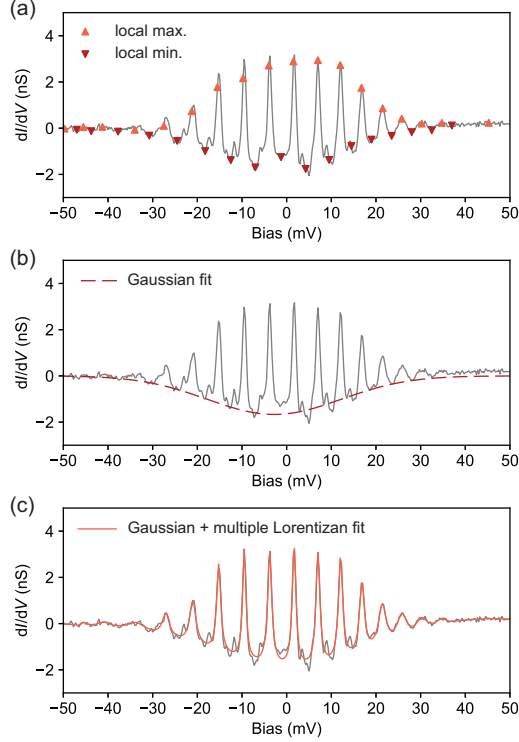 (a)
local max.
local min.
dI/dV (nS)
4
2
0
−2
−50 −40 −30 −20 −10 0 10 20 30 40 50
Bias (mV)
(b)
Gaussian fit
dI/dV (nS)
4
2
0
−2
−50 −40 −30 −20 −10 0 10 20 30 40 50
Bias (mV)
(c)
Gaussian + multiple Lorentizan fit
dI/dV (nS)
4
2
0
−2
−50 −40 −30 −20 −10 0 10 20 30 40 50
Bias (mV)